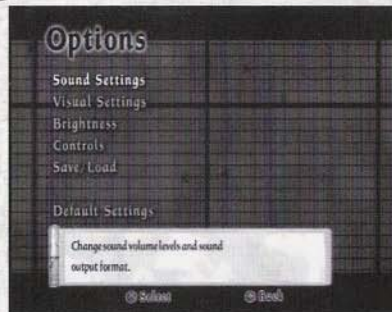 Options
Sound Settings
Visual Settings
Brightness
Controls
Save/Load
Default Settings
Change sound volume levels and sound
output format.
Select
Back